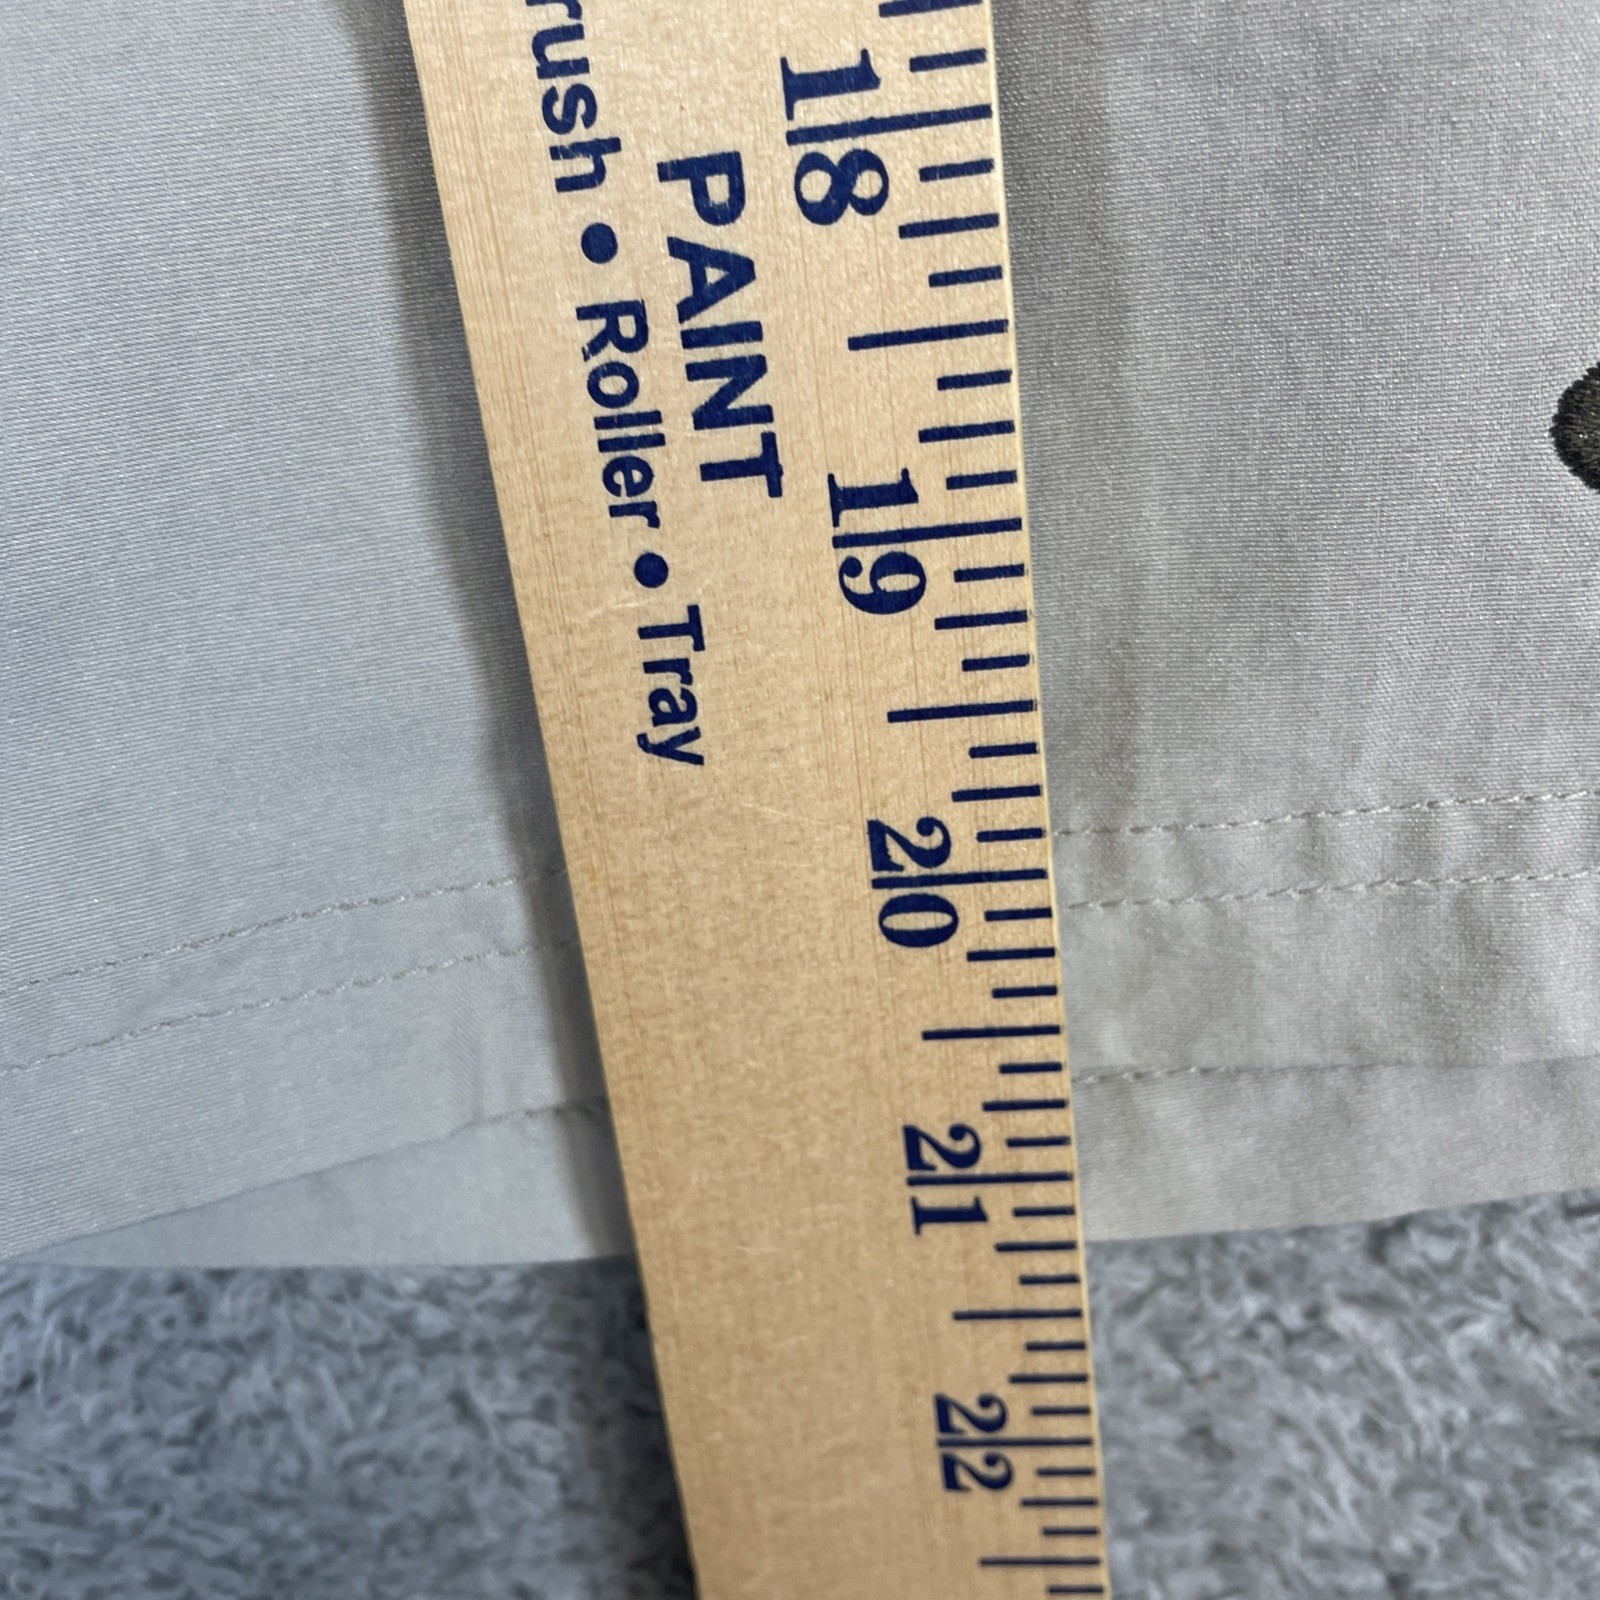 rush • Roller • Tray
PAINT
18
19
20
21
22